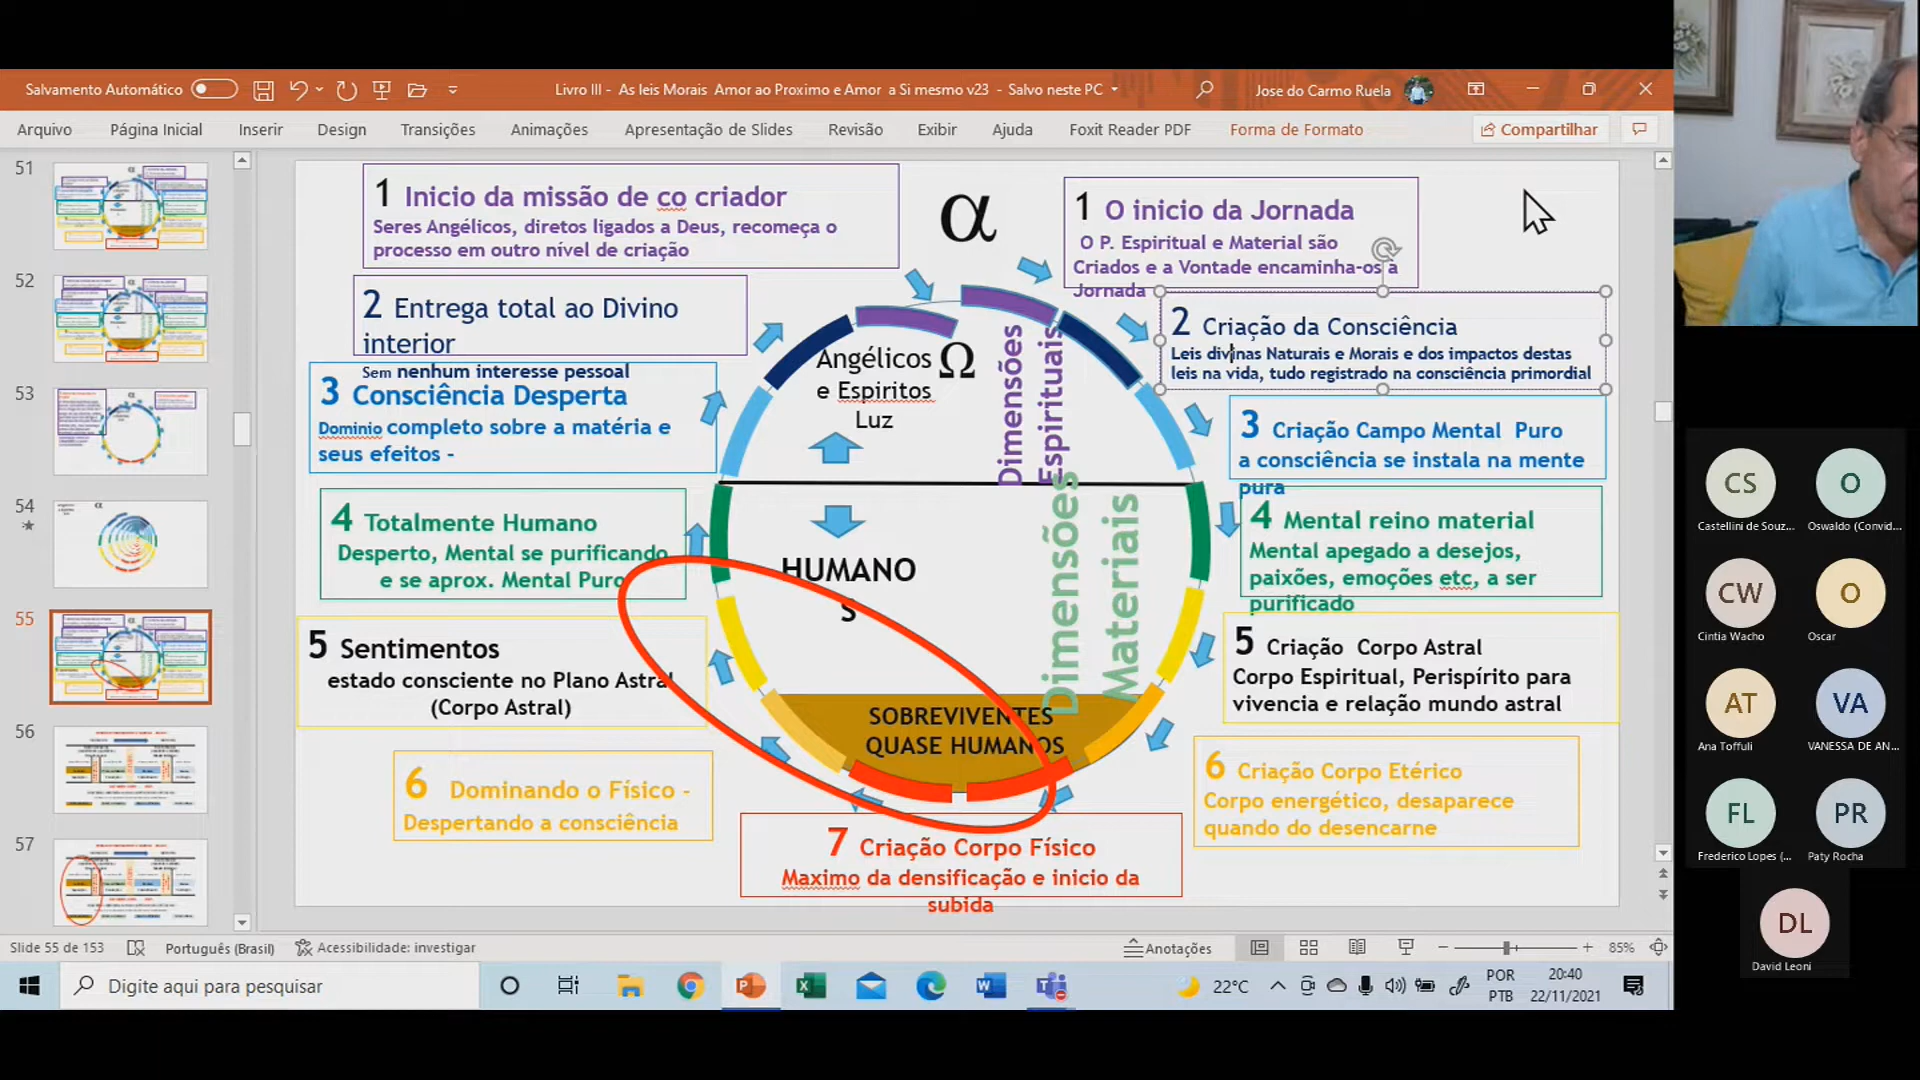 Salvamento Automático
Livro III - As leis Morais Amor ao Proximo e Amor a Si mesmo v23 - Salvo neste PC
Jose do Carmo Ruela
Arquivo
Página Inicial
Inserir
Design
Transições
Animações
Apresentação de Slides
Revisão
Exibir
Ajuda
Foxit Reader PDF
Forma de Formato
Compartilhar
51
52
53
54
55
56
57
1 Inicio da missão de co criador
Seres Angélicos, diretos ligados a Deus, recomeça o
processo em outro nível de criação
2 Entrega total ao Divino
interior
Sem nenhum interesse pessoal
3 Consciência Desperta
Dominio completo sobre a matéria e
seus efeitos -
4 Totalmente Humano
Desperto, Mental se purificando
e se aprox. Mental Puro
5 Sentimentos
estado consciente no Plano Astral
(Corpo Astral)
6 Dominando o Físico -
Despertando a consciência
7 Criação Corpo Físico
Maximo da densificação e inicio da
subida
α
Ω
Angélicos
e Espiritos
Luz
Dimensões
Espirituais
HUMANO
S
Dimensões
Materiais
SOBREVIVENTES
QUASE HUMANOS
1 O inicio da Jornada
O P. Espiritual e Material são
Criados e a Vontade encaminha-os a
Jornada
2 Criação da Consciência
Leis divinas Naturais e Morais e dos impactos destas
leis na vida, tudo registrado na consciência primordial
3 Criação Campo Mental Puro
a consciência se instala na mente
pura
4 Mental reino material
Mental apegado a desejos,
paixões, emoções etc, a ser
purificado
5 Criação Corpo Astral
Corpo Espiritual, Perispírito para
vivencia e relação mundo astral
6 Criação Corpo Etérico
Corpo energético, desaparece
quando do desencarne
Slide 55 de 153
Português (Brasil)
Acessibilidade: investigar
Anotações
85%
Digite aqui para pesquisar
22°C
POR
PTB
20:40
22/11/2021
CS
Castellini de Souz...
O
Oswaldo (Convid...
CW
Cintia Wacho
O
Oscar
AT
Ana Toffuli
VA
VANESSA DE AN...
FL
Frederico Lopes (...
PR
Paty Rocha
DL
David Leoni